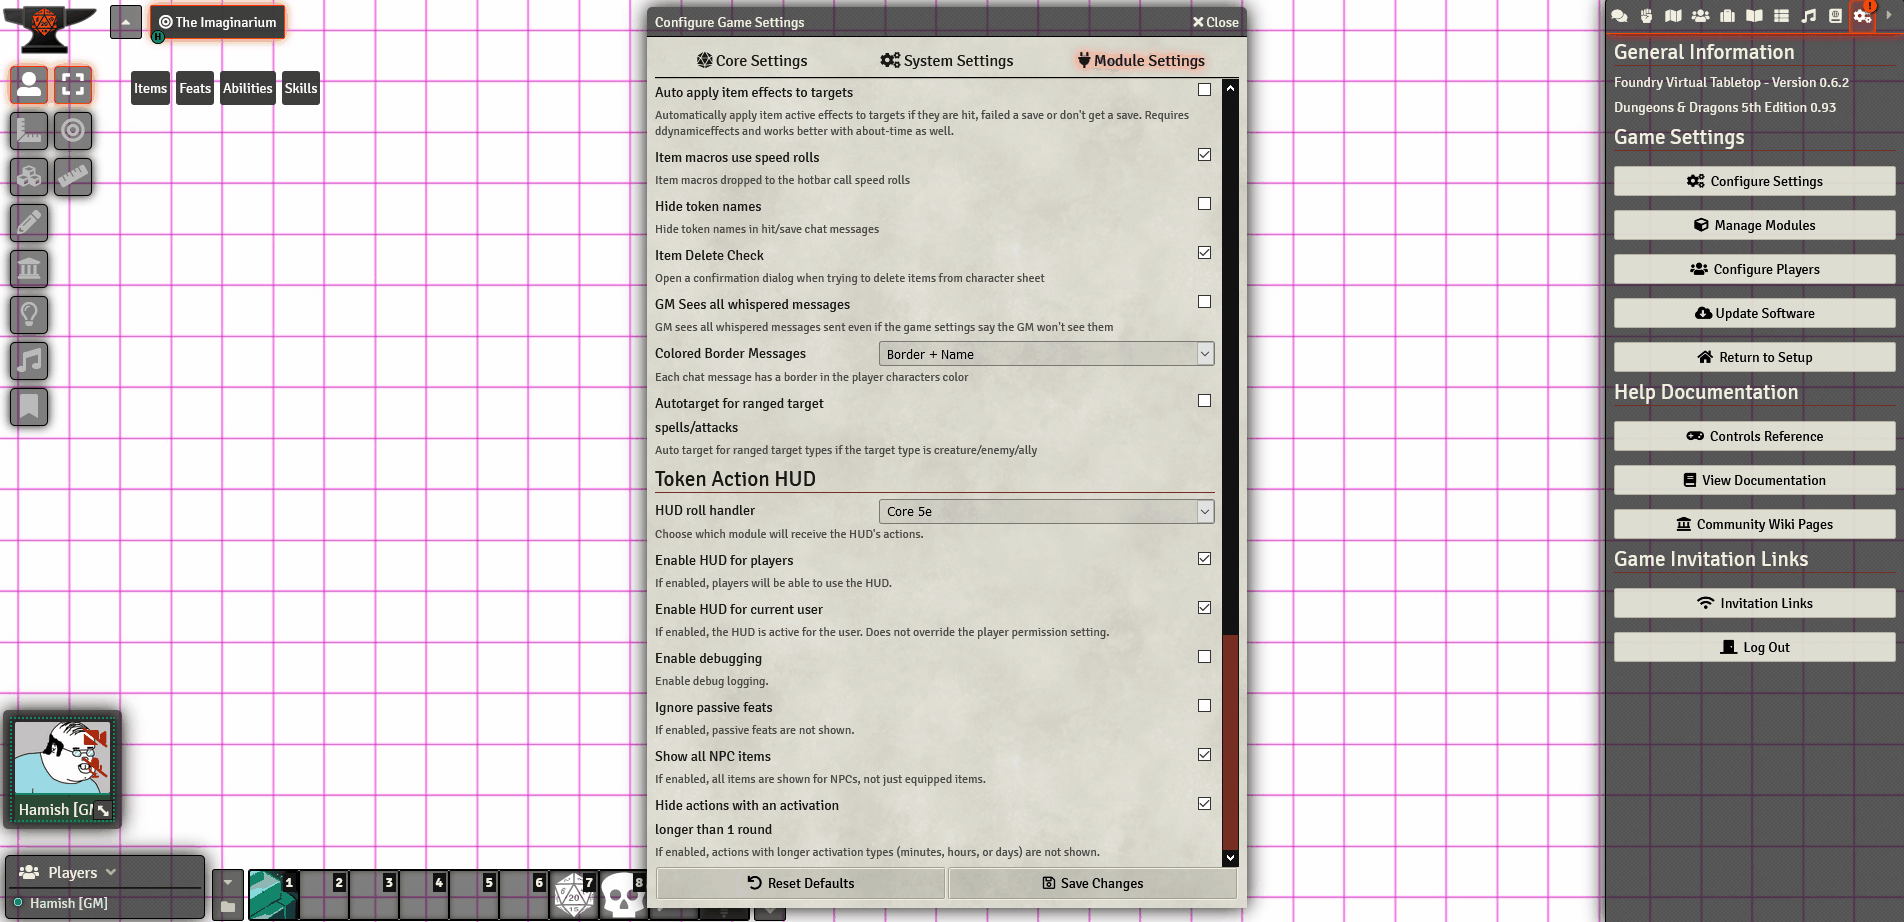 The Imaginarium
H
Items
Feats
Abilities
Skills
Configure Game Settings
Close
Core Settings
System Settings
Module Settings
Auto apply item effects to targets
Automatically apply item active effects to targets if they are hit, failed a save or don't get a save. Requires
ddynamiceffects and works better with about-time as well.
Item macros use speed rolls
Item macros dropped to the hotbar call speed rolls
Hide token names
Hide token names in hit/save chat messages
Item Delete Check
Open a confirmation dialog when trying to delete items from character sheet
GM Sees all whispered messages
GM sees all whispered messages sent even if the game settings say the GM won't see them
Colored Border Messages
Border + Name
Each chat message has a border in the player characters color
Autotarget for ranged target
spells/attacks
Auto target for ranged target types if the target type is creature/enemy/ally
Token Action HUD
HUD roll handler
Core 5e
Choose which module will receive the HUD's actions.
Enable HUD for players
If enabled, players will be able to use the HUD.
Enable HUD for current user
If enabled, the HUD is active for the user. Does not override the player permission setting.
Enable debugging
Enable debug logging.
Ignore passive feats
If enabled, passive feats are not shown.
Show all NPC items
If enabled, all items are shown for NPCs, not just equipped items.
Hide actions with an activation
longer than 1 round
If enabled, actions with longer activation types (minutes, hours, or days) are not shown.
Reset Defaults
Save Changes
General Information
Foundry Virtual Tabletop - Version 0.6.2
Dungeons & Dragons 5th Edition 0.93
Game Settings
Configure Settings
Manage Modules
Configure Players
Update Software
Return to Setup
Help Documentation
Controls Reference
View Documentation
Community Wiki Pages
Game Invitation Links
Invitation Links
Log Out
Hamish [GM
Players
Hamish [GM]
1
2
3
4
5
6
7
8
20